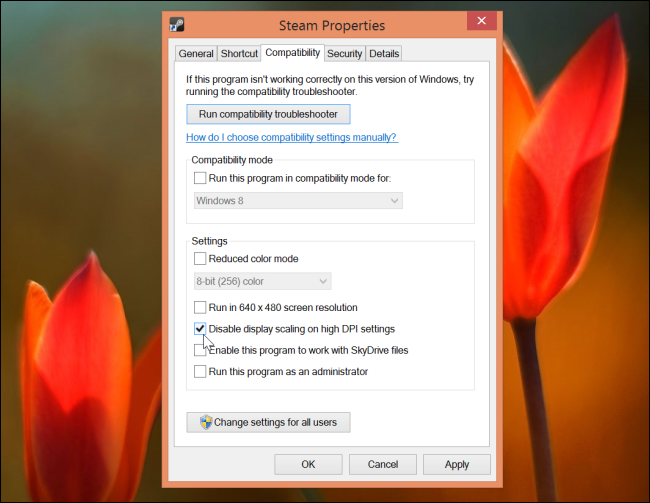 Steam Properties
General Shortcut Compatibility Security Details
If this program isn't working correctly on this version of Windows, try
running the compatibility troubleshooter.
Run compatibility troubleshooter
How do I choose compatibility settings manually?
Compatibility mode
Run this program in compatibility mode for:
Windows 8
Settings
Reduced color mode
8-bit (256) color
Run in 640 x 480 screen resolution
Disable display scaling on high DPI settings
Enable this program to work with SkyDrive files
Run this program as an administrator
Change settings for all users
OK Cancel Apply